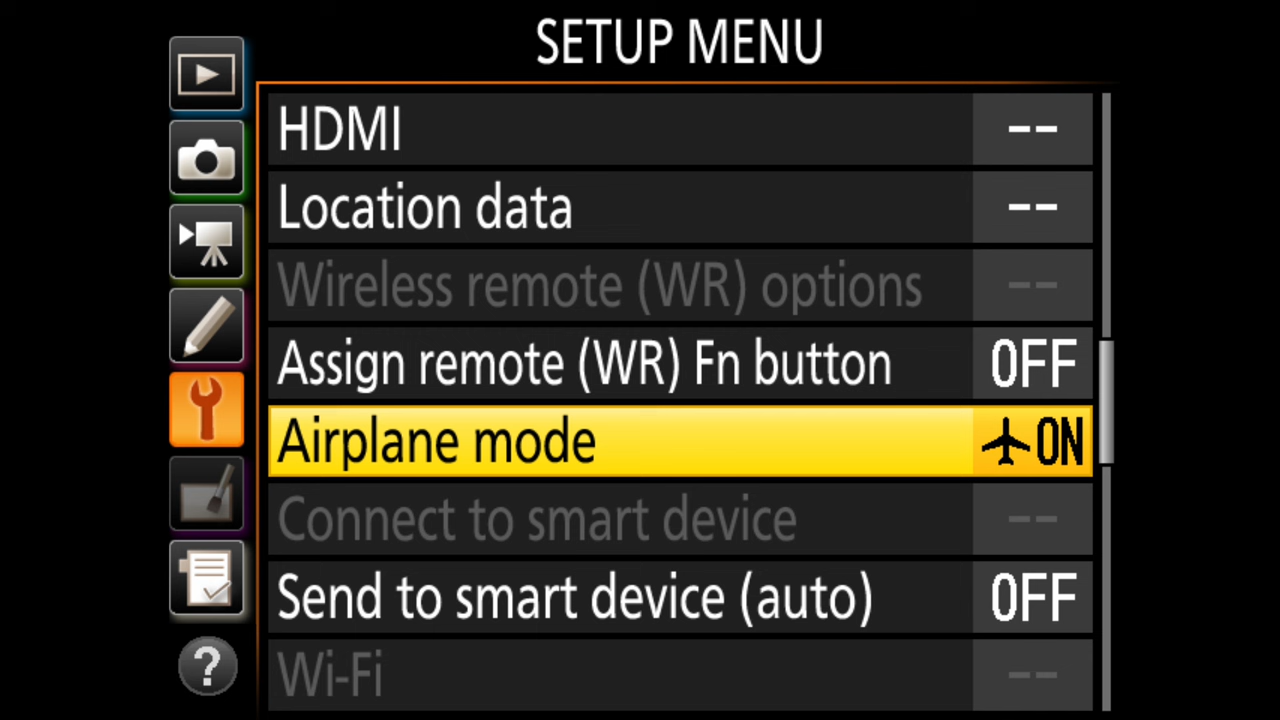 SETUP MENU
HDMI --
Location data --
Wireless remote (WR) options --
Assign remote (WR) Fn button OFF
Airplane mode ON
Connect to smart device --
Send to smart device (auto) OFF
Wi-Fi --
?